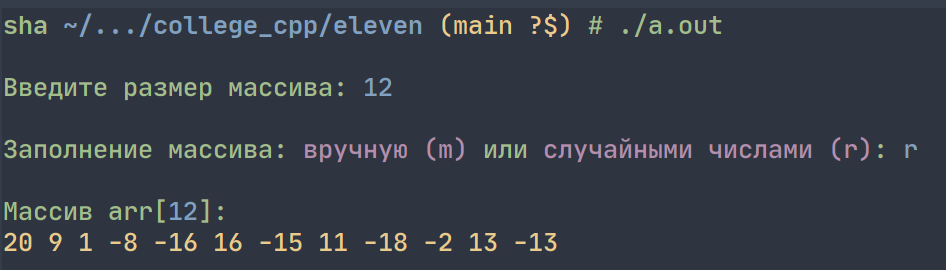 sha ~/.../college_cpp/eleven (main ?$) # ./a.out
Введите размер массива: 12
Заполнение массива: вручную (m) или случайными числами (r): r
Массив arr[12]:
20 9 1 -8 -16 16 -15 11 -18 -2 13 -13